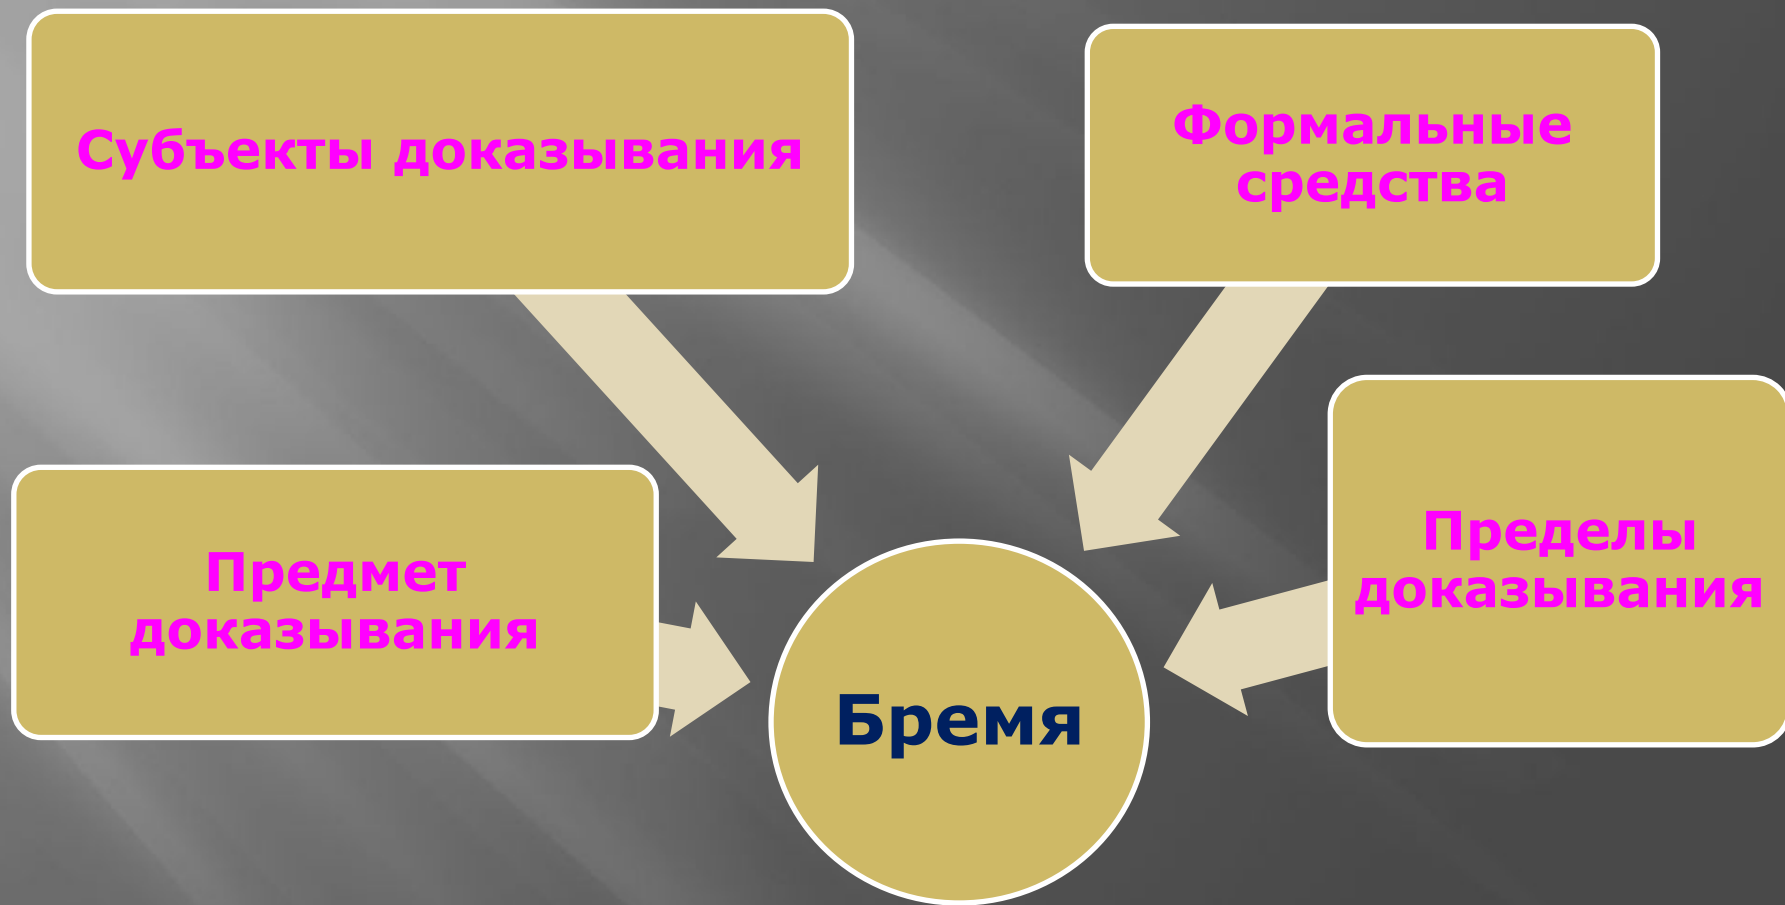 Субъекты доказывания
Формальные
средства
Предмет
доказывания
Пределы
доказывания
Бремя